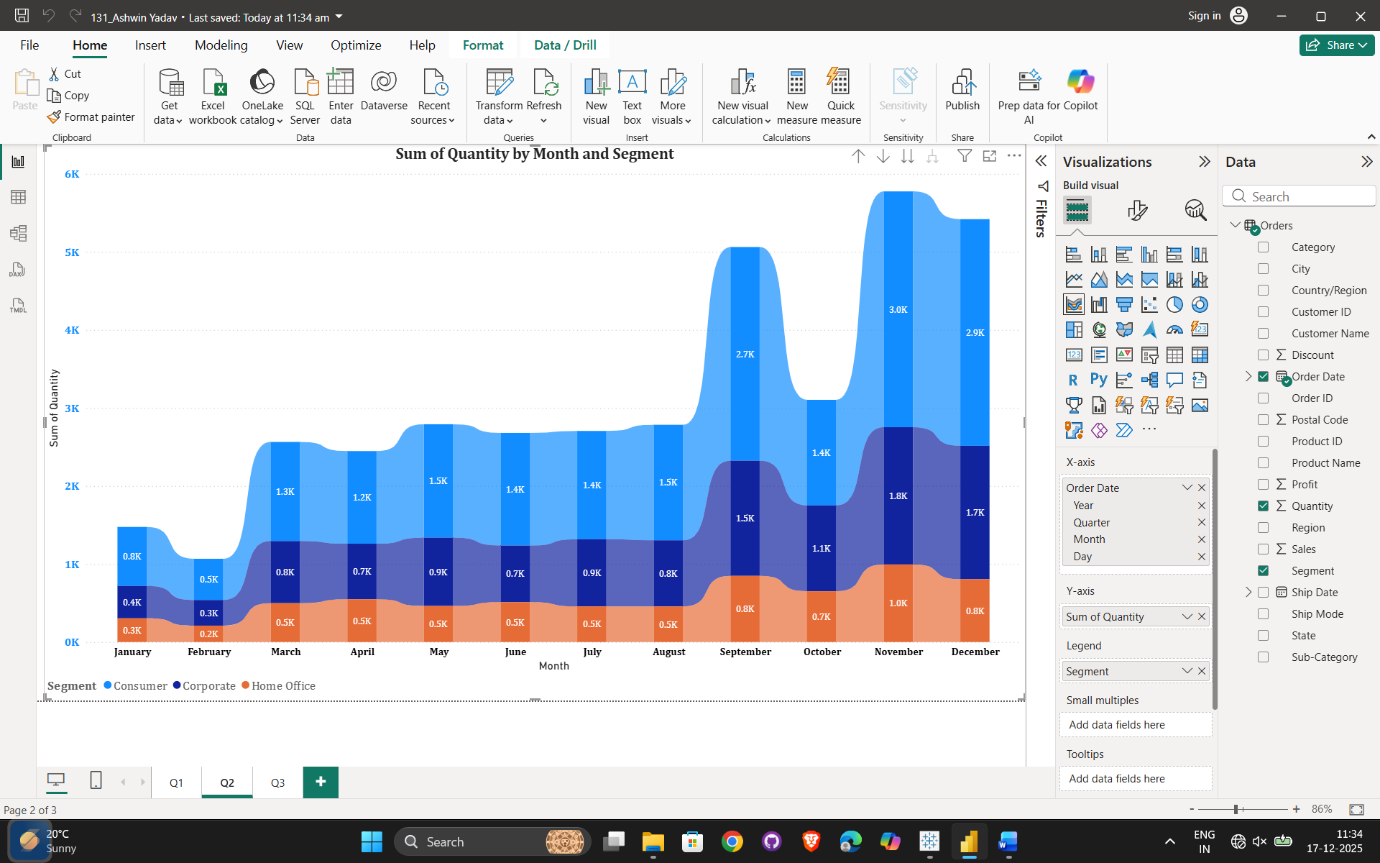 131_Ashwin Yadav • Last saved: Today at 11:34 am
Sign in
File Home Insert Modeling View Optimize Help Format Data / Drill
Share
Paste
Cut
Copy
Format painter
Clipboard
Get data
Excel workbook
OneLake catalog
SQL Server
Enter data
Dataverse
Recent sources
Data
Transform data
Refresh
Queries
New visual
Text box
More visuals
Insert
New visual calculation
New measure
Quick measure
Calculations
Sensitivity
Sensitivity
Publish
Share
Prep data for AI
Copilot
Copilot
Sum of Quantity by Month and Segment
6K
5K
4K
3K
2K
1K
0K
Sum of Quantity
0.8K 0.5K 1.3K 1.2K 1.5K 1.4K 1.4K 1.5K 2.7K 1.4K 3.0K 2.9K
0.4K 0.3K 0.8K 0.7K 0.9K 0.7K 0.9K 0.8K 1.5K 1.1K 1.8K 1.7K
0.3K 0.2K 0.5K 0.5K 0.5K 0.5K 0.5K 0.5K 0.8K 0.7K 1.0K 0.8K
January February March April May June July August September October November December
Month
Segment Consumer Corporate Home Office
Filters
Visualizations
Build visual
123
123
R Py
X-axis
Order Date
Year
Quarter
Month
Day
Y-axis
Sum of Quantity
Legend
Segment
Small multiples
Add data fields here
Tooltips
Add data fields here
Data
Search
Orders
Category
City
Country/Region
Customer ID
Customer Name
Discount
Order Date
Order ID
Postal Code
Product ID
Product Name
Profit
Quantity
Region
Sales
Segment
Ship Date
Ship Mode
State
Sub-Category
DAX
TMDL
Q1 Q2 Q3 +
Page 2 of 3
- + 86%
20°C
Sunny
Search
ENG
IN
11:34
17-12-2025